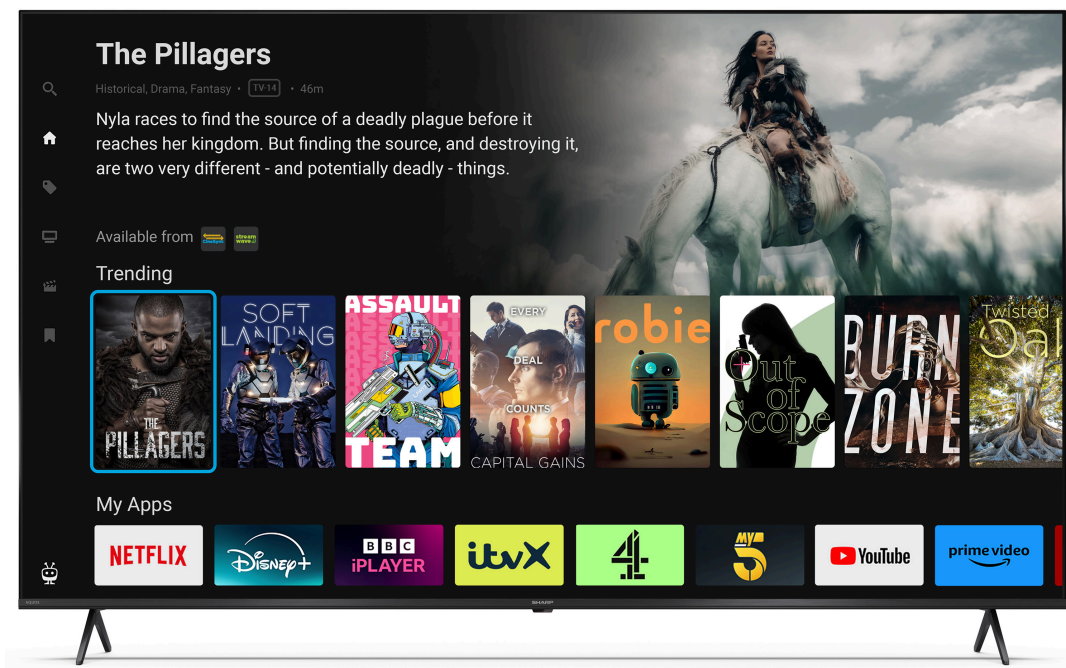 The Pillagers
Historical, Drama, Fantasy • TV-14 • 46m
Nyla races to find the source of a deadly plague before it
reaches her kingdom. But finding the source, and destroying it,
are two very different - and potentially deadly - things.
Available from
stream
wave
Trending
THE
PILLAGERS
SOFT
LANDING
ASSAULT
TEAM
EVERY
DEAL
COUNTS
CAPITAL GAINS
robie
Out
of
Scope
BURN
ZONE
Twisted
Oak
My Apps
NETFLIX
Disney+
BBC
iPLAYER
itvX
4
MY
5
YouTube
prime video
SHARP